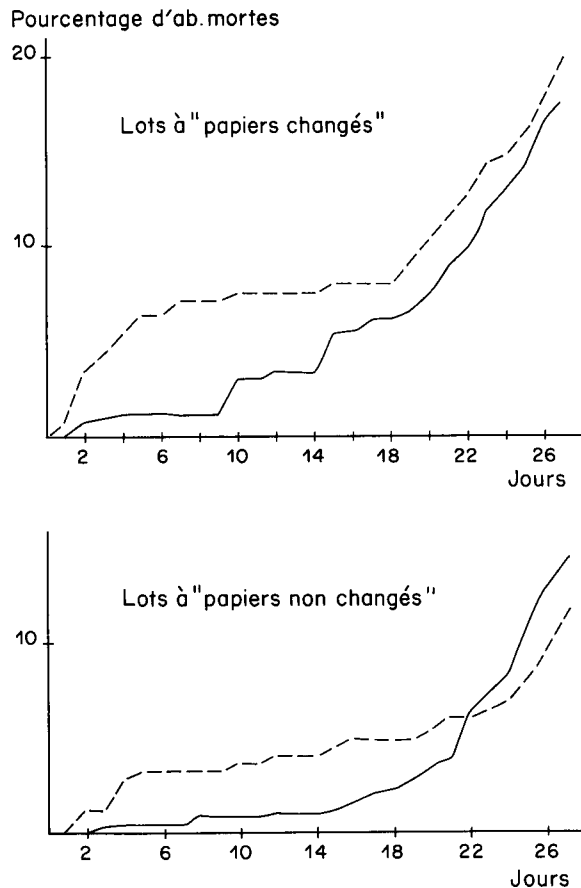 Pourcentage d'ab. mortes
20
Lots à "papiers changés"
10
2 6 10 14 18 22 26
Jours
Lots à "papiers non changés"
10
2 6 10 14 18 22 26
Jours